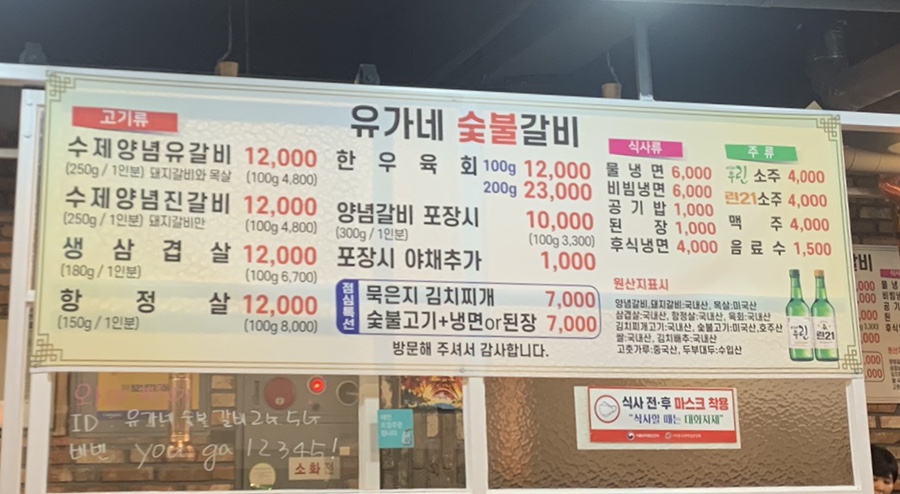 유가네 숯불갈비
고기류
수제양념유갈비 12,000
(250g / 1인분) 돼지갈비와 목살 (100g 4,800)
수제양념진갈비 12,000
(250g / 1인분) 돼지갈비만 (100g 4,800)
생삼겹살 12,000
(180g / 1인분) (100g 6,700)
항정살 12,000
(150g / 1인분) (100g 8,000)
한우육회 100g 12,000
200g 23,000
양념갈비 포장시 10,000
(300g / 1인분) (100g 3,300)
포장시 야채추가 1,000
점심특선
묵은지 김치찌개 7,000
숯불고기+냉면or된장 7,000
방문해 주셔서 감사합니다.
식사류
물냉면 6,000
비빔냉면 6,000
공기밥 1,000
된장 1,000
후식냉면 4,000
주류
푸린 소주 4,000
린21소주 4,000
맥주 4,000
음료수 1,500
원산지표시
양념갈비,돼지갈비:국내산, 목살:미국산
삼겹살:국내산, 항정살:국내산, 육회:국내산
김치찌개고기:국내산, 숯불고기:미국산,호주산
쌀:국내산, 김치배추:국내산
고춧가루:중국산, 두부대두:수입산
린21
식사 전·후 마스크 착용
"식사할 때는 대화자제"
ID : 유가네 숯불 갈비 2G 5G
비번 you ga 12345!
소화전